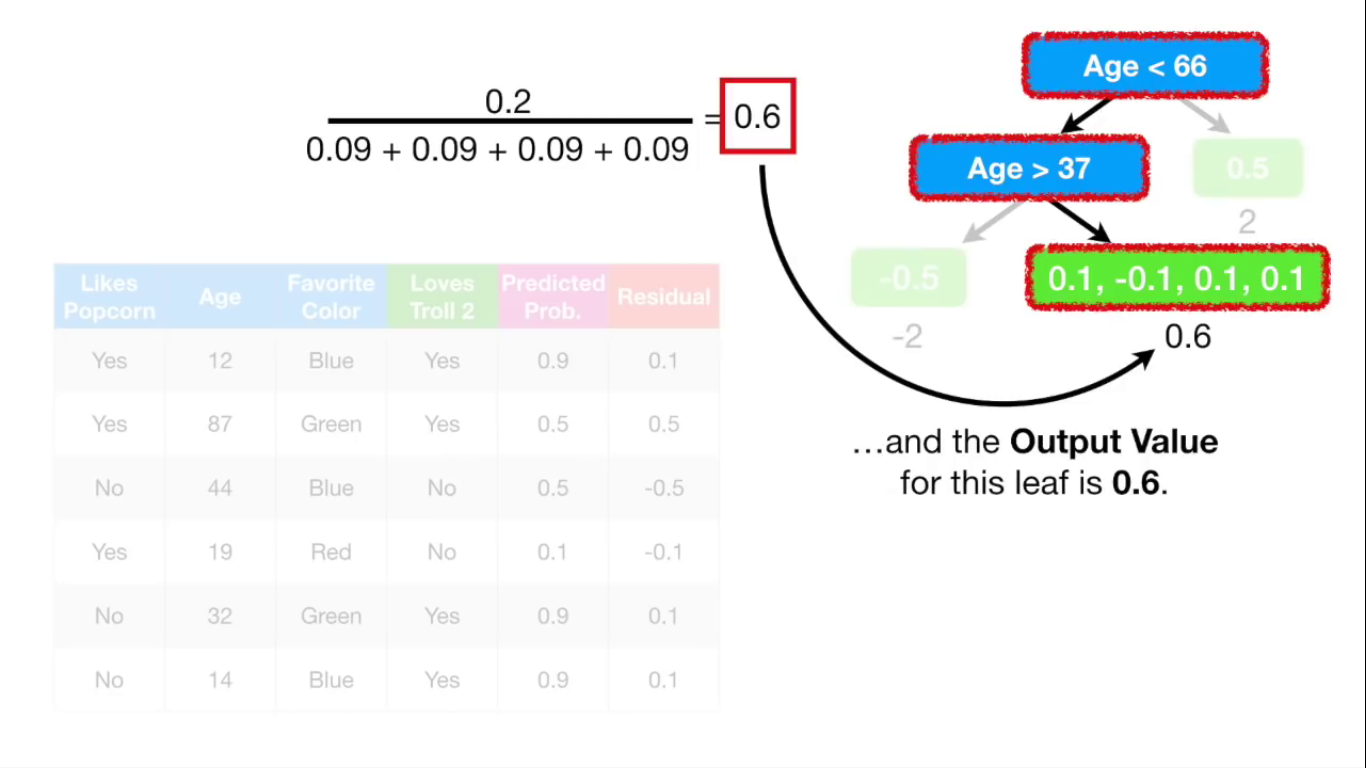 0.2
0.09 + 0.09 + 0.09 + 0.09
= 0.6
Age < 66
Age > 37
0.5
2
-0.5
-2
0.1, -0.1, 0.1, 0.1
0.6
…and the Output Value
for this leaf is 0.6.
Likes Popcorn Age Favorite Color Loves Troll 2 Predicted Prob. Residual
Yes 12 Blue Yes 0.9 0.1
Yes 87 Green Yes 0.5 0.5
No 44 Blue No 0.5 -0.5
Yes 19 Red No 0.1 -0.1
No 32 Green Yes 0.9 0.1
No 14 Blue Yes 0.9 0.1